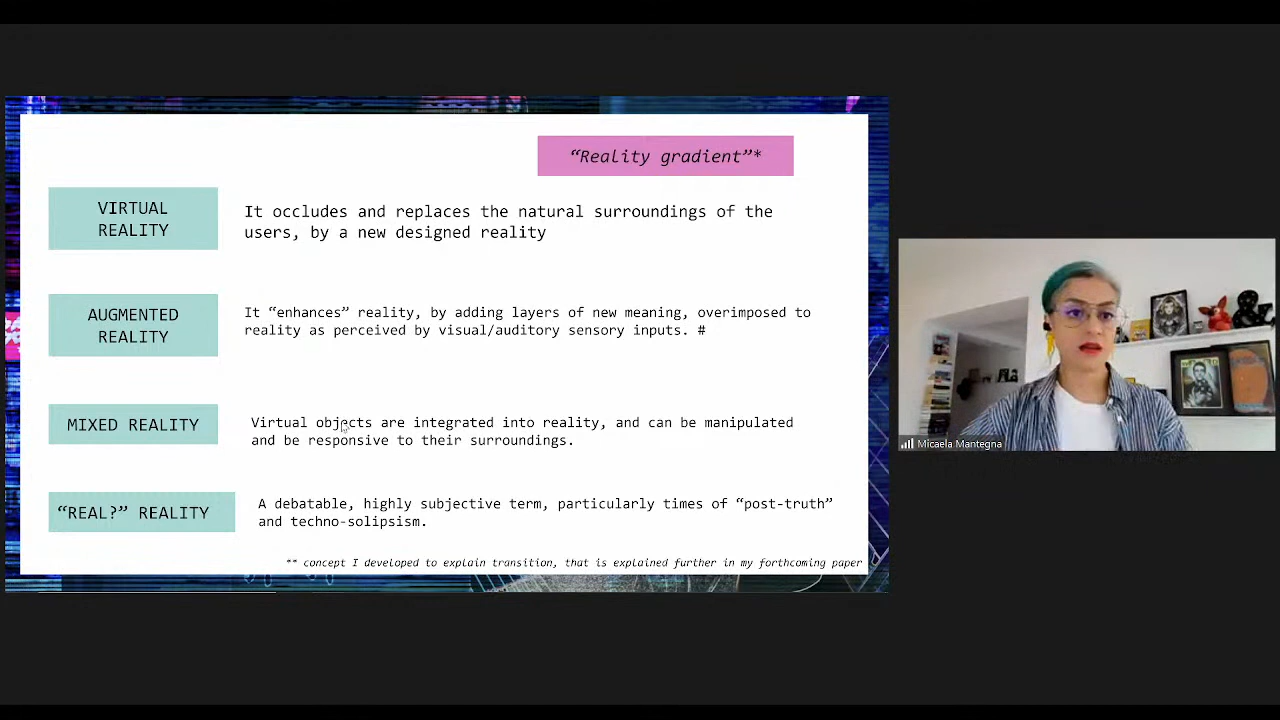 “Reality gradient”*
VIRTUAL
REALITY
It occludes and replaces the natural surroundings of the
users, by a new designed reality
AUGMENTED
REALITY
It “enhances” reality, by adding layers of new meaning, overimposed to
reality as perceived by visual/auditory sensory inputs. #
MIXED REALITY
Virtual objects are integrated into reality, and can be manipulated
and be responsive to their surroundings.
“REAL?” REALITY
A debatable, highly subjective term, particularly times of “post-truth”
and techno-solipsism.
** concept I developed to explain transition, that is explained further in my forthcoming paper
Micaela Mantegna